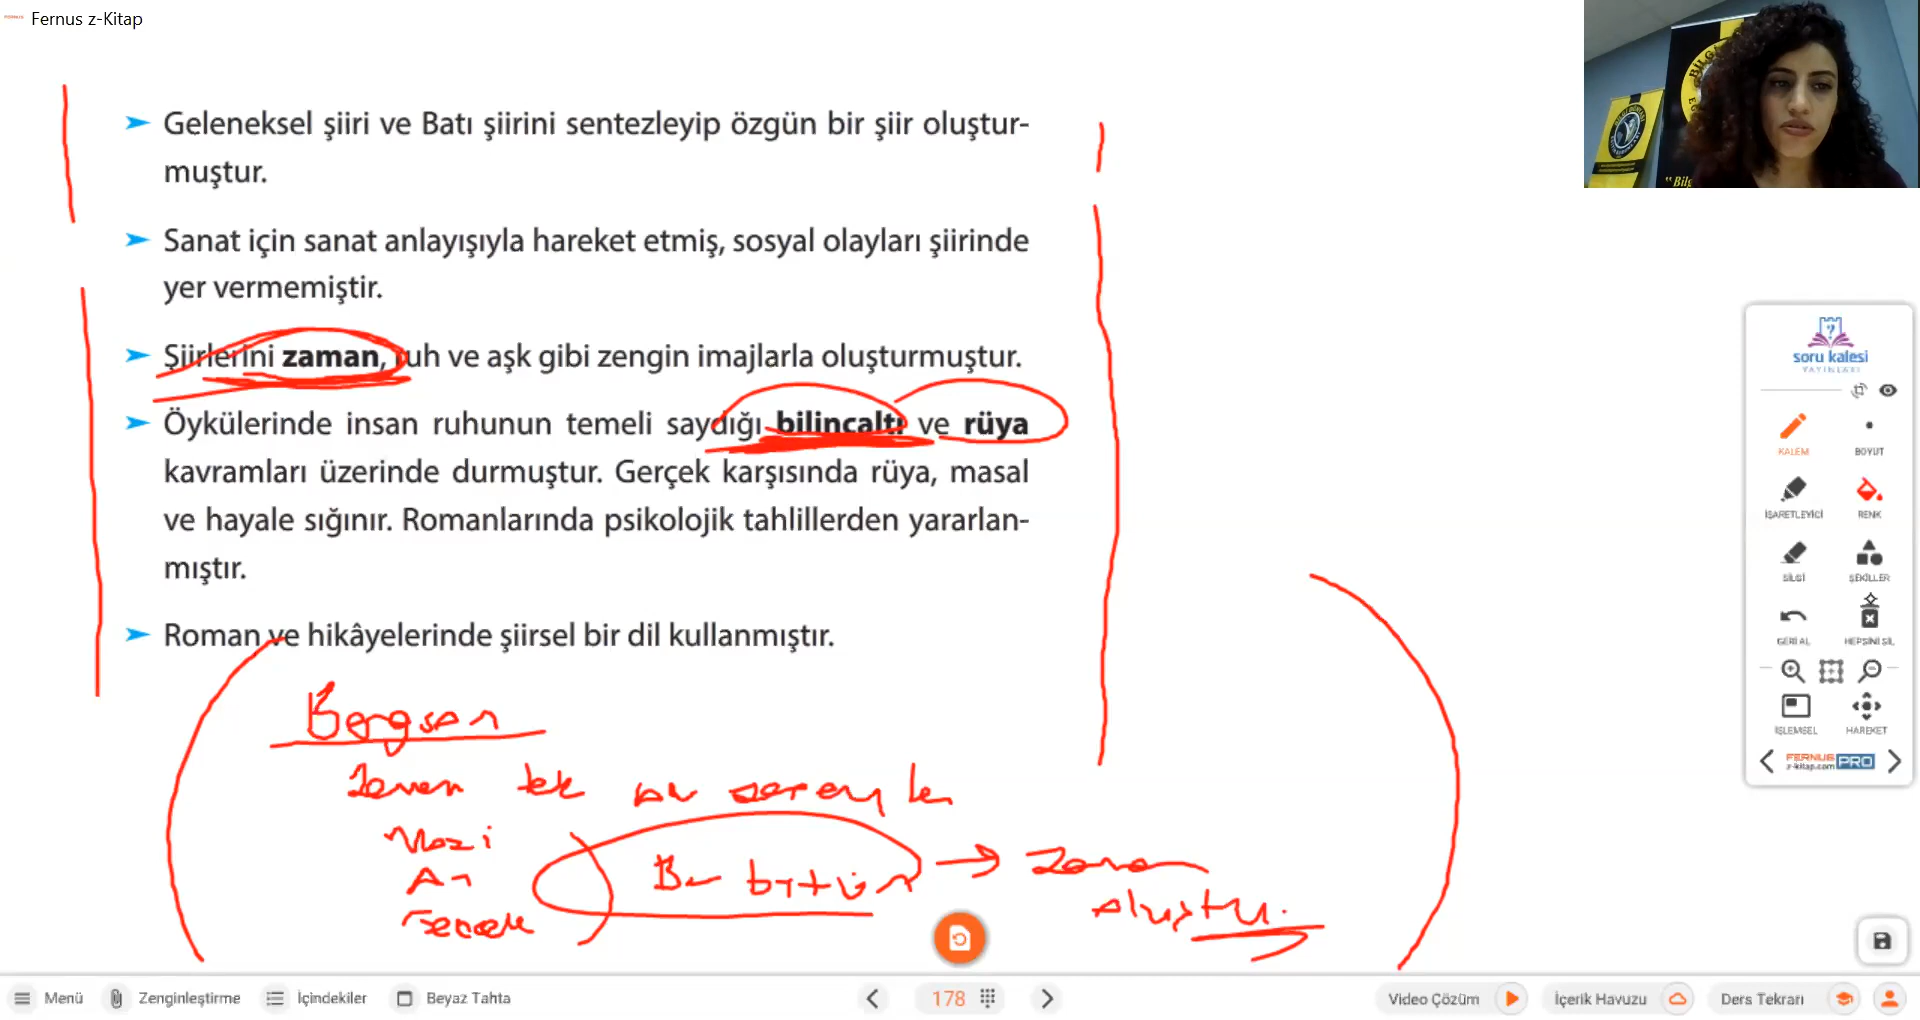 Fernus z-Kitap
Geleneksel şiiri ve Batı şiirini sentezleyip özgün bir şiir oluştur-
muştur.
Sanat için sanat anlayışıyla hareket etmiş, sosyal olayları şiirinde
yer vermemiştir.
Şiirlerini zaman, ruh ve aşk gibi zengin imajlarla oluşturmuştur.
Öykülerinde insan ruhunun temeli saydığı bilinçaltı ve rüya
kavramları üzerinde durmuştur. Gerçek karşısında rüya, masal
ve hayale sığınır. Romanlarında psikolojik tahlillerden yararlan-
mıştır.
Roman ve hikâyelerinde şiirsel bir dil kullanmıştır.
Bergson
Zaman tek
Mazi
An
Bir bütün → Zaman
soru kalesi
YAYINLARI
KALEM
BOYUT
İŞARETLEYİCİ
RENK
SİLGİ
ŞEKİLLER
GERİ AL
HEPSİNİ SİL
İŞLEMSEL
HAREKET
FERNUS
z-kitap.com
PRO
Menü
Zenginleştirme
İçindekiler
Beyaz Tahta
178
Video Çözüm
İçerik Havuzu
Ders Tekrarı